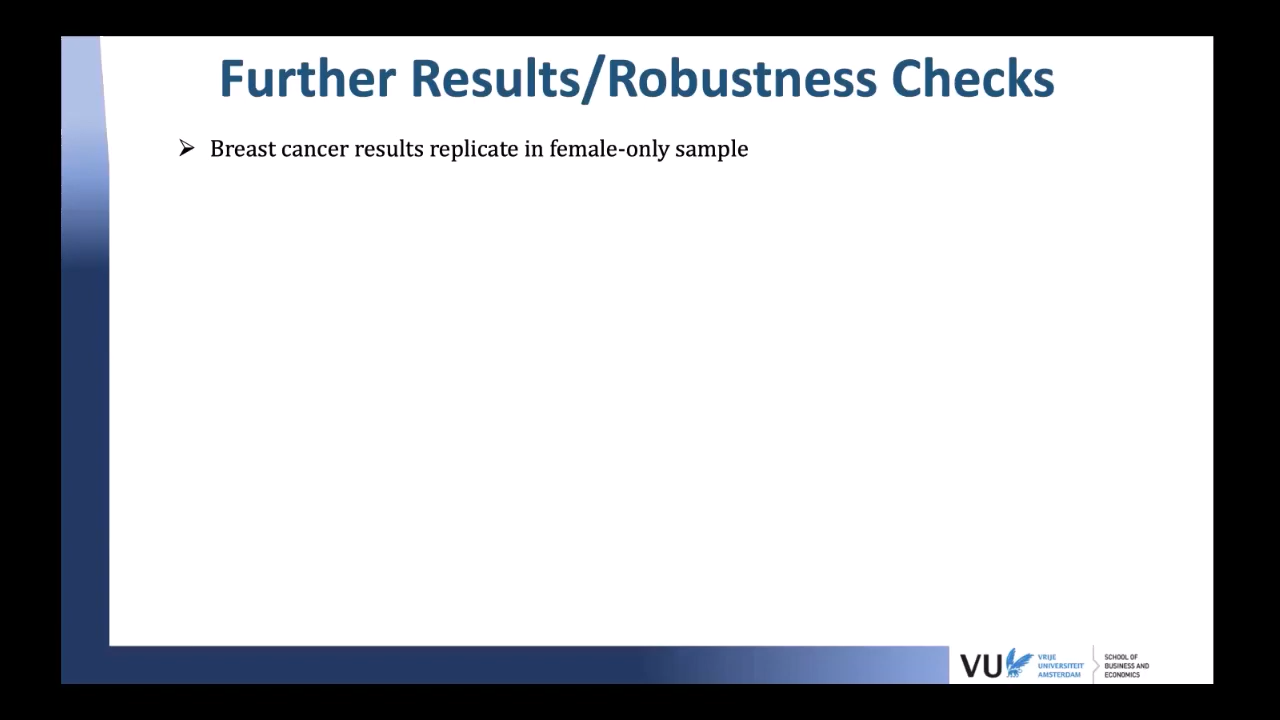 Further Results/Robustness Checks
➢ Breast cancer results replicate in female-only sample
VU
VRIJE
UNIVERSITEIT
AMSTERDAM
SCHOOL OF
BUSINESS AND
ECONOMICS